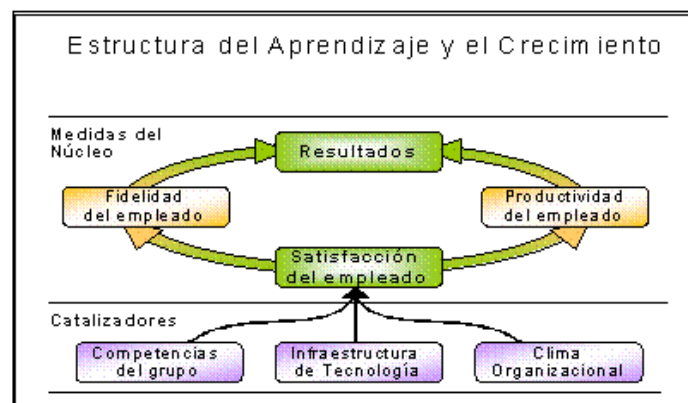 Estructura del Aprendizaje y el Crecimiento
Medidas del
Núcleo
Resultados
Fidelidad
del empleado
Productividad
del empleado
Satisfacción
del empleado
Catalizadores
Competencias
del grupo
Infraestructura
de Tecnología
Clima
Organizacional